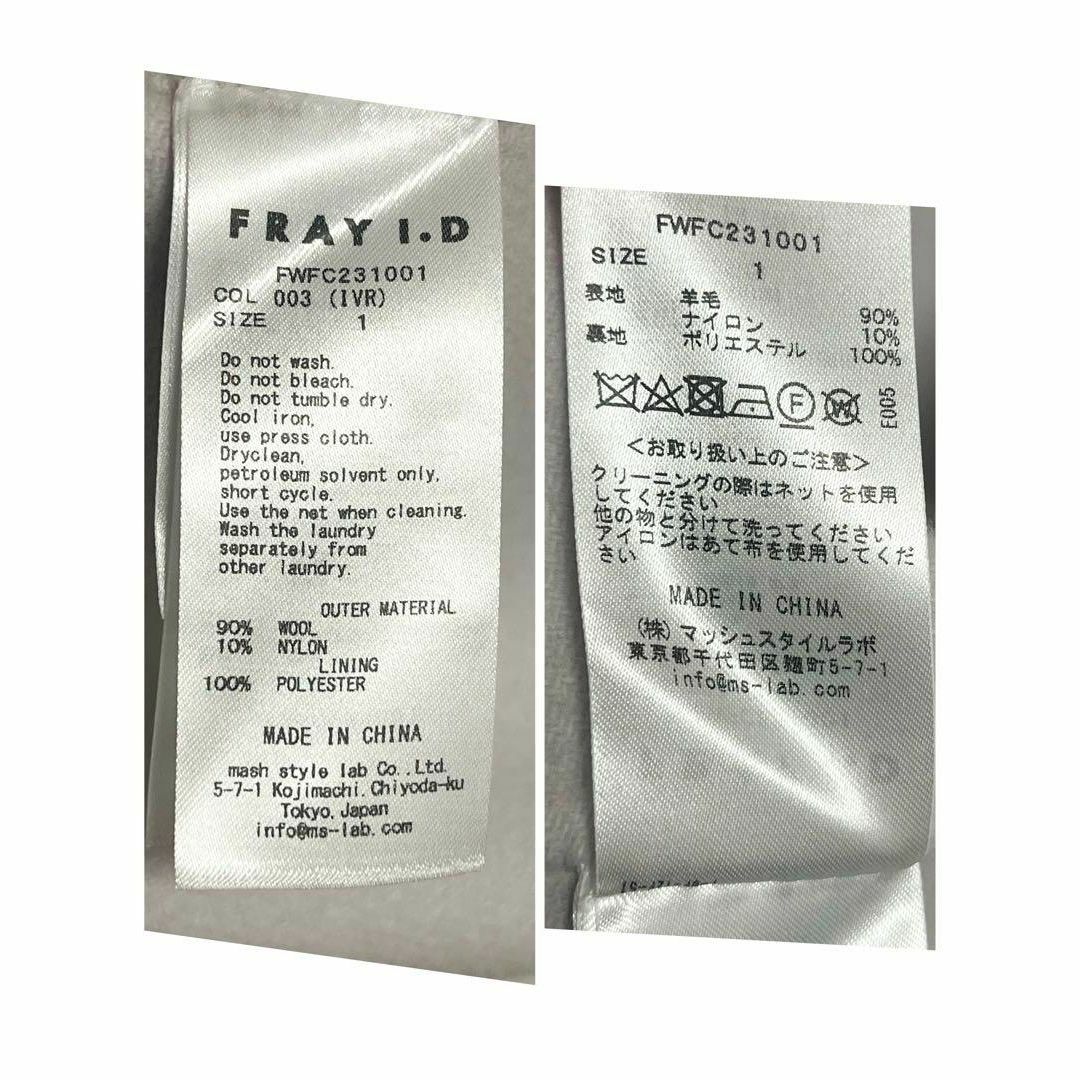 FRAY I.D
FWFC231001
COL 003 (IVR)
SIZE 1
Do not wash.
Do not bleach.
Do not tumble dry.
Cool iron,
use press cloth.
Dryclean,
petroleum solvent only,
short cycle.
Use the net when cleaning.
Wash the laundry
separately from
other laundry.
OUTER MATERIAL
90% WOOL
10% NYLON
LINING
100% POLYESTER
MADE IN CHINA
mash style lab Co.,Ltd.
5-7-1 Kojimachi,Chiyoda-ku
Tokyo,Japan
info@ms-lab.com
FWFC231001
SIZE 1
表地 羊毛 90%
ナイロン 10%
裏地 ポリエステル 100%
F W E005
<お取り扱い上のご注意>
クリーニングの際はネットを使用
してください
他の物と分けて洗ってください
アイロンはあて布を使用してくだ
さい
MADE IN CHINA
(株)マッシュスタイルラボ
東京都千代田区麹町5-7-1
info@ms-lab.com